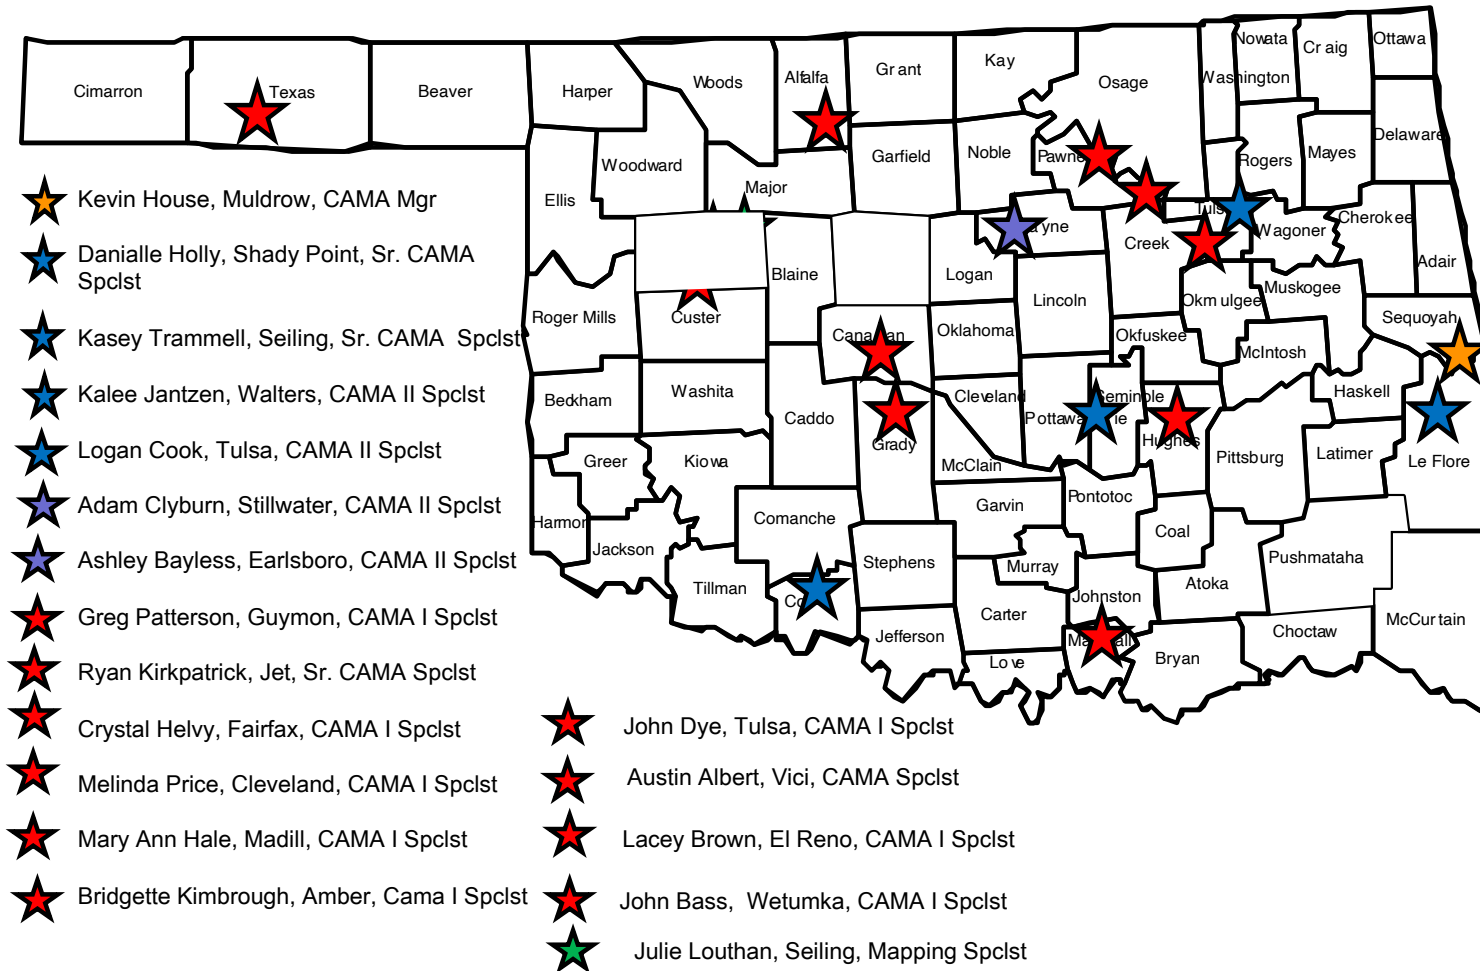 Nowata
Ottawa
Craig
Woods
Alfalfa
Grant
Kay
Osage
Washington
Cimarron
Texas
Beaver
Harper
Delaware
Woodward
Garfield
Noble
Rogers
Mayes
Major
Ellis
Cherokee
Creek
Wagoner
Blaine
Logan
Adair
Lincoln
Okmulgee
Muskogee
Roger Mills
Custer
Oklahoma
Okfuskee
Sequoyah
McIntosh
Washita
Haskell
Beckham
Cleveland
Seminole
Caddo
Grady
Hughes
Greer
Kiowa
McClain
Pittsburg
Latimer
Le Flore
Garvin
Pontotoc
Harmon
Comanche
Coal
Jackson
Stephens
Murray
Pushmataha
Tillman
Atoka
Johnston
Carter
Jefferson
Choctaw
McCurtain
Love
Bryan
Kevin House, Muldrow, CAMA Mgr
Danialle Holly, Shady Point, Sr. CAMA
Spclst
Kasey Trammell, Seiling, Sr. CAMA Spclst
Kalee Jantzen, Walters, CAMA II Spclst
Logan Cook, Tulsa, CAMA II Spclst
Adam Clyburn, Stillwater, CAMA II Spclst
Ashley Bayless, Earlsboro, CAMA II Spclst
Greg Patterson, Guymon, CAMA I Spclst
Ryan Kirkpatrick, Jet, Sr. CAMA Spclst
Crystal Helvy, Fairfax, CAMA I Spclst
Melinda Price, Cleveland, CAMA I Spclst
Mary Ann Hale, Madill, CAMA I Spclst
Bridgette Kimbrough, Amber, Cama I Spclst
John Dye, Tulsa, CAMA I Spclst
Austin Albert, Vici, CAMA Spclst
Lacey Brown, El Reno, CAMA I Spclst
John Bass, Wetumka, CAMA I Spclst
Julie Louthan, Seiling, Mapping Spclst